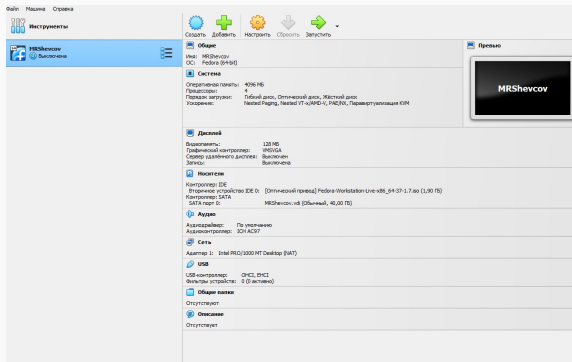 Файл Машина Справка
Инструменты
Создать Добавить Настроить Сбросить Запустить
MRShevcov
Выключена
Общие
Имя: MRShevcov
ОС: Fedora (64-bit)
Система
Оперативная память: 4096 МБ
Процессоры: 4
Порядок загрузки: Гибкий диск, Оптический диск, Жёсткий диск
Ускорение: Nested Paging, Nested VT-x/AMD-V, PAE/NX, Паравиртуализация KVM
Превью
MRShevcov
Дисплей
Видеопамять: 128 МБ
Графический контроллер: VMSVGA
Сервер удалённого дисплея: Выключен
Запись: Выключена
Носители
Контроллер: IDE
Вторичное устройство IDE 0: [Оптический привод] Fedora-Workstation-Live-x86_64-37-1.7.iso (1,90 ГБ)
Контроллер: SATA
SATA порт 0: MRShevcov.vdi (Обычный, 40,00 ГБ)
Аудио
Аудиодрайвер: По умолчанию
Аудиоконтроллер: ICH AC97
Сеть
Адаптер 1: Intel PRO/1000 MT Desktop (NAT)
USB
USB-контроллер: OHCI, EHCI
Фильтры устройств: 0 (0 активно)
Общие папки
Отсутствуют
Описание
Отсутствует